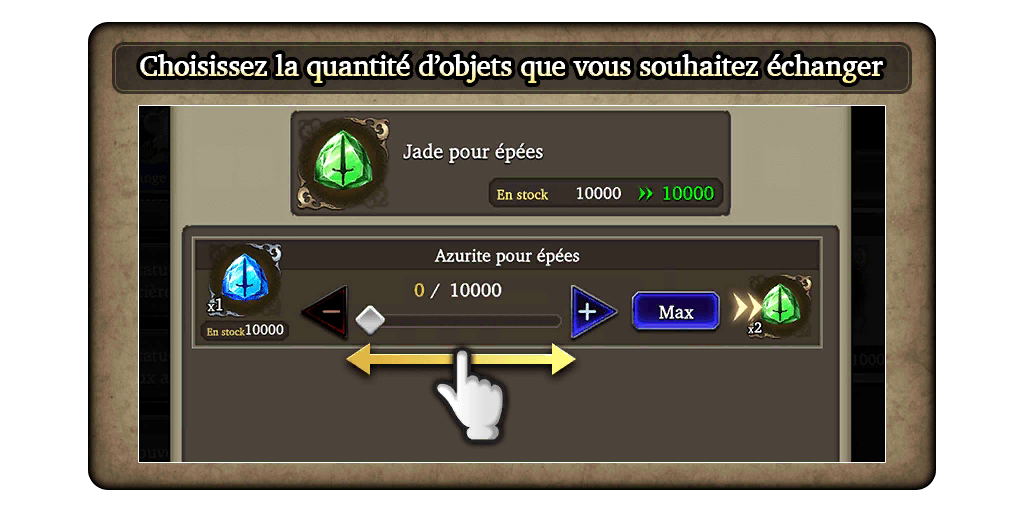 Choisissez la quantité d'objets que vous souhaitez échanger
Jade pour épées
En stock 10000 10000
Azurite pour épées
x1
En stock 10000
0 / 10000
Max
x2